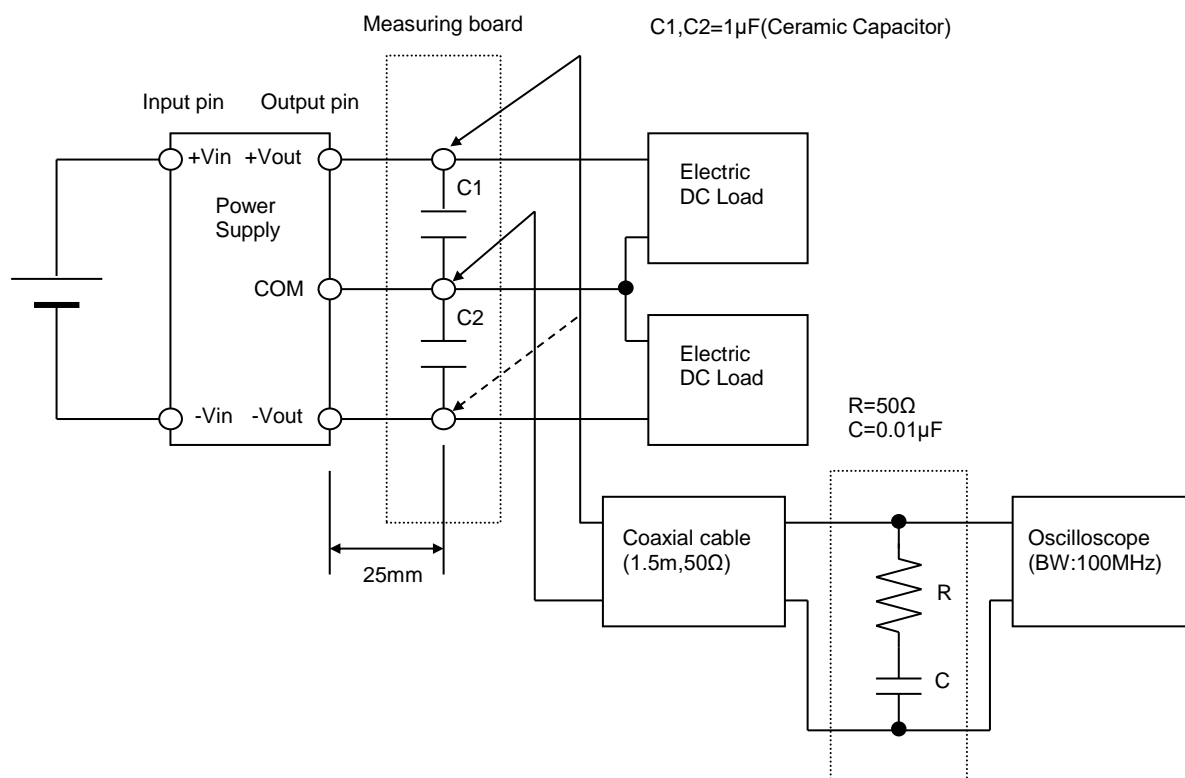 Measuring board
C1,C2=1μF(Ceramic Capacitor)
Input pin
Output pin
+Vin
+Vout
C1
Electric
DC Load
Power
Supply
COM
C2
Electric
DC Load
-Vin
-Vout
R=50Ω
C=0.01μF
25mm
Coaxial cable
(1.5m,50Ω)
R
C
Oscilloscope
(BW:100MHz)